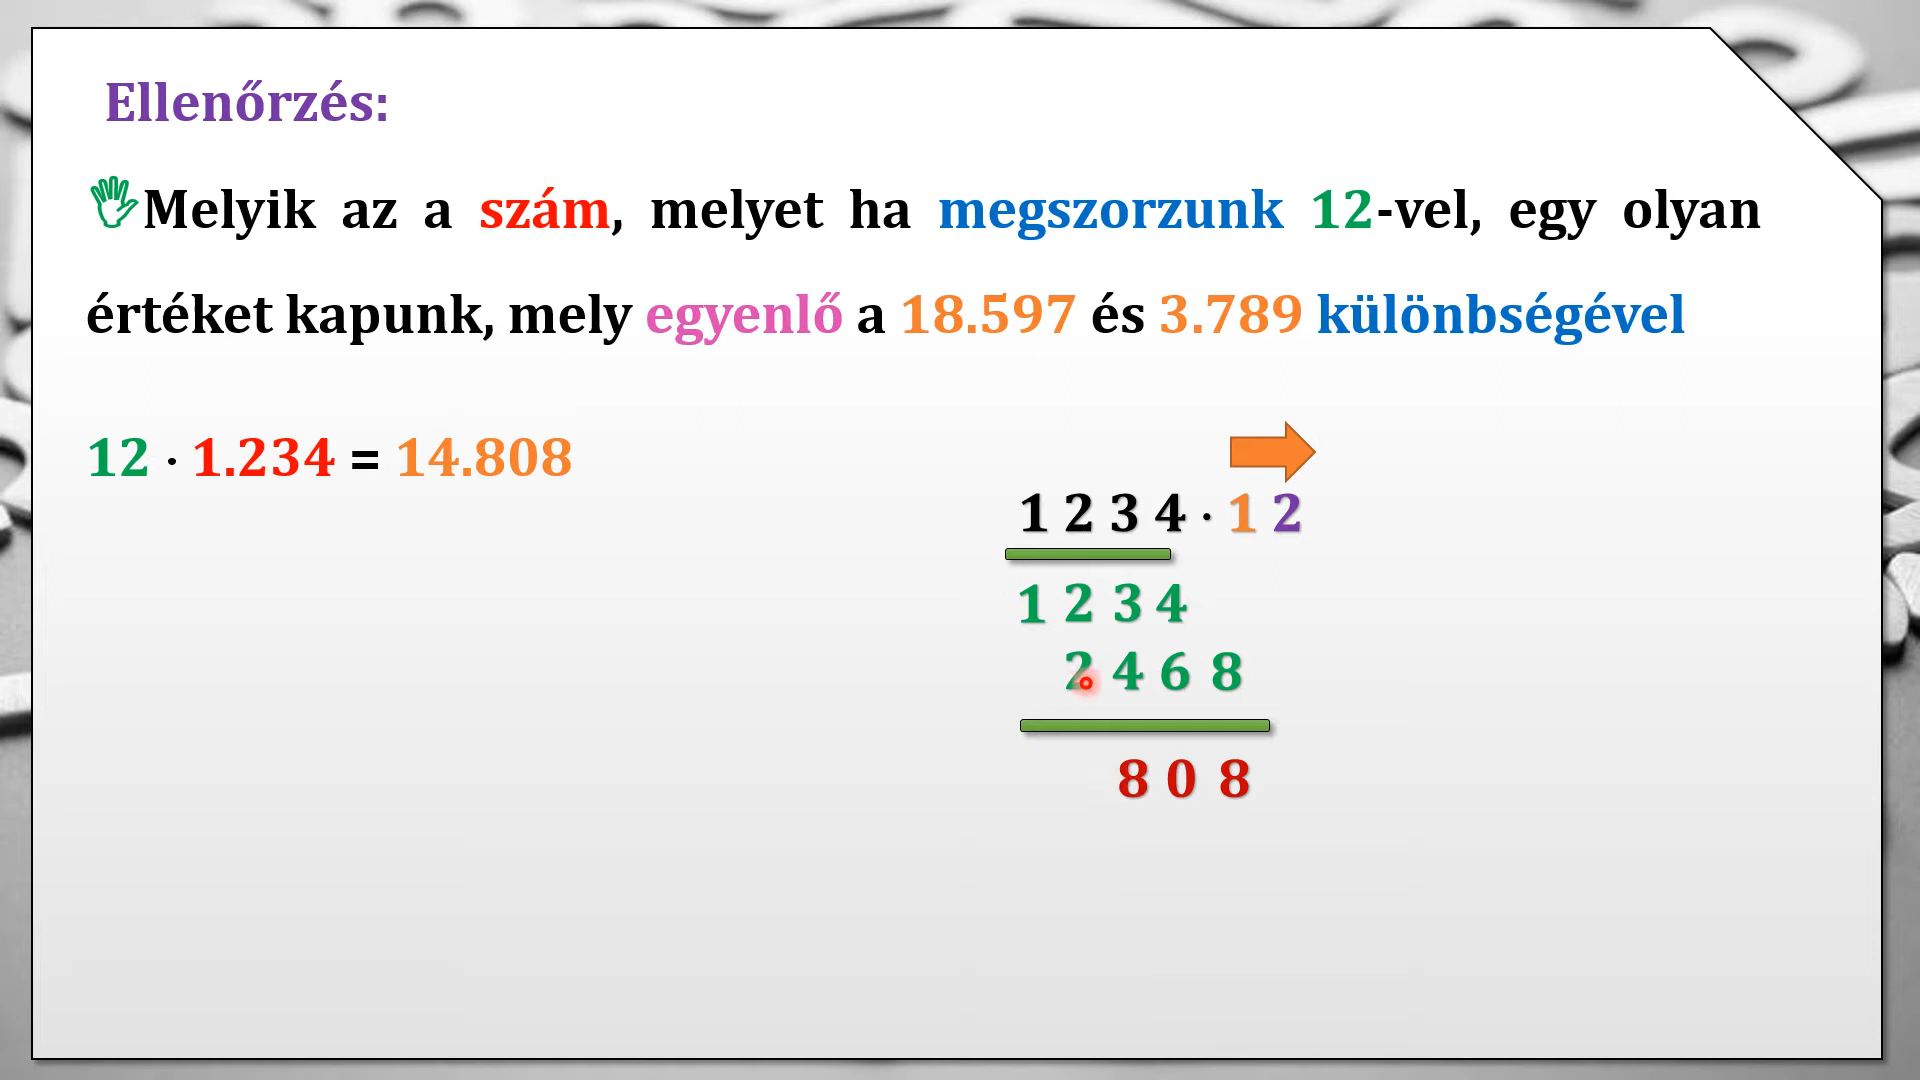 Ellenőrzés:
Melyik az a szám, melyet ha megszorzunk 12-vel, egy olyan
értéket kapunk, mely egyenlő a 18.597 és 3.789 különbségével
12 · 1.234 = 14.808
1 2 3 4 · 1 2
1 2 3 4
2 4 6 8
8 0 8